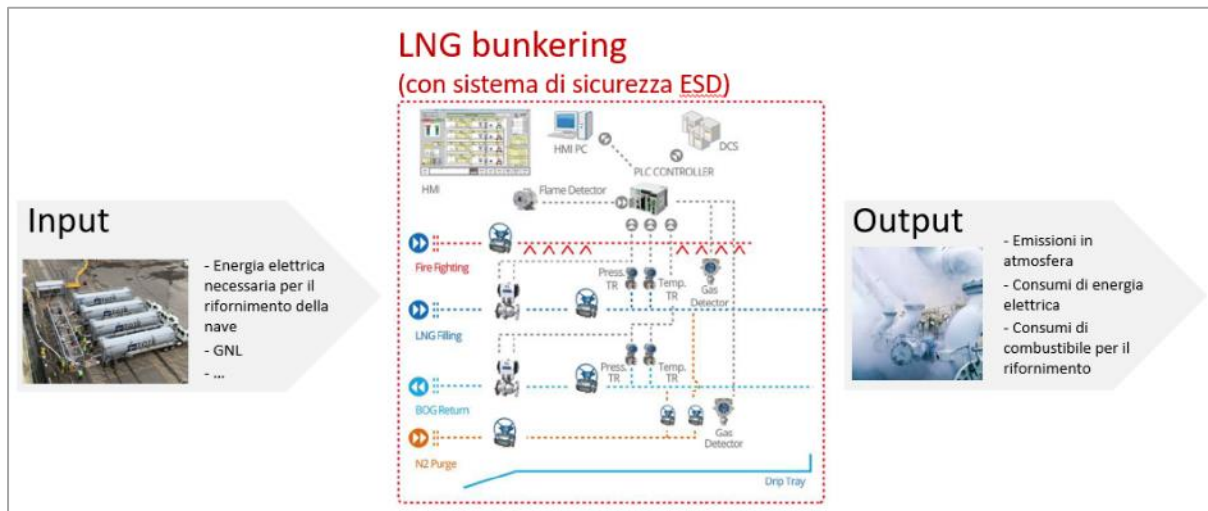 LNG bunkering
(con sistema di sicurezza ESD)
Input
- Energia elettrica
necessaria per il
rifornimento della
nave
- GNL
- ...
HMI
HMI PC
DCS
PLC CONTROLLER
Flame Detector
Fire Fighting
Press.
TR
Temp.
TR
Gas
Detector
LNG Filling
Press.
TR
Temp.
TR
BOG Return
Gas
Detector
N2 Purge
Drip Tray
Output
- Emissioni in
atmosfera
- Consumi di energia
elettrica
- Consumi di
combustibile per il
rifornimento